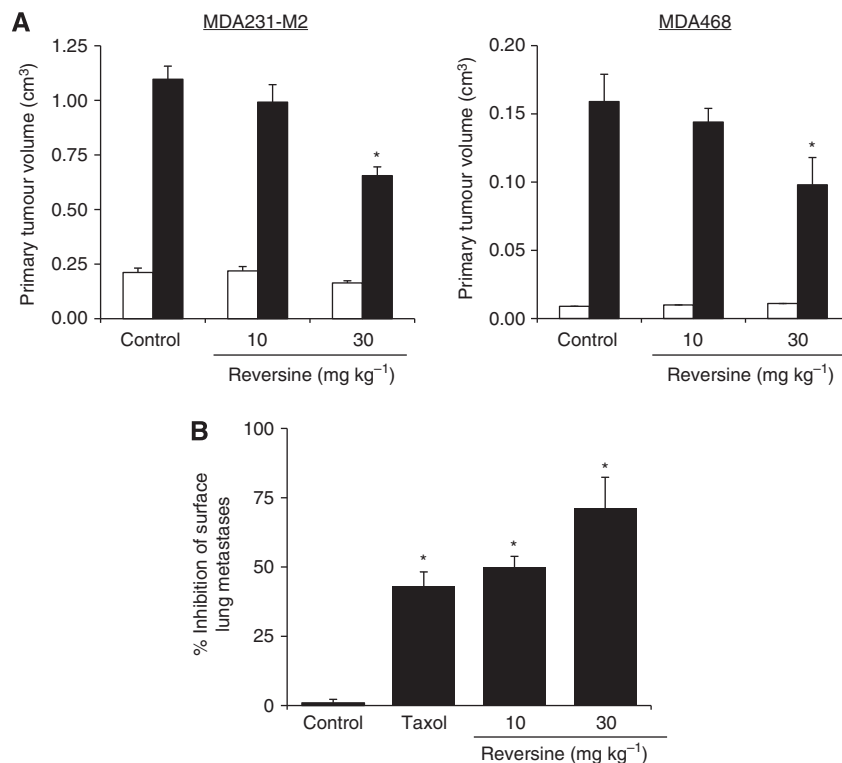 A
MDA231-M2
Primary tumour volume (cm³)
1.25
1.00
0.75
0.50
0.25
0.00
*
Control
10
30
Reversine (mg kg⁻¹)
MDA468
Primary tumour volume (cm³)
0.20
0.15
0.10
0.05
0.00
*
Control
10
30
Reversine (mg kg⁻¹)
B
% Inhibition of surface
lung metastases
100
75
50
25
0
*
*
*
Control
Taxol
10
30
Reversine (mg kg⁻¹)